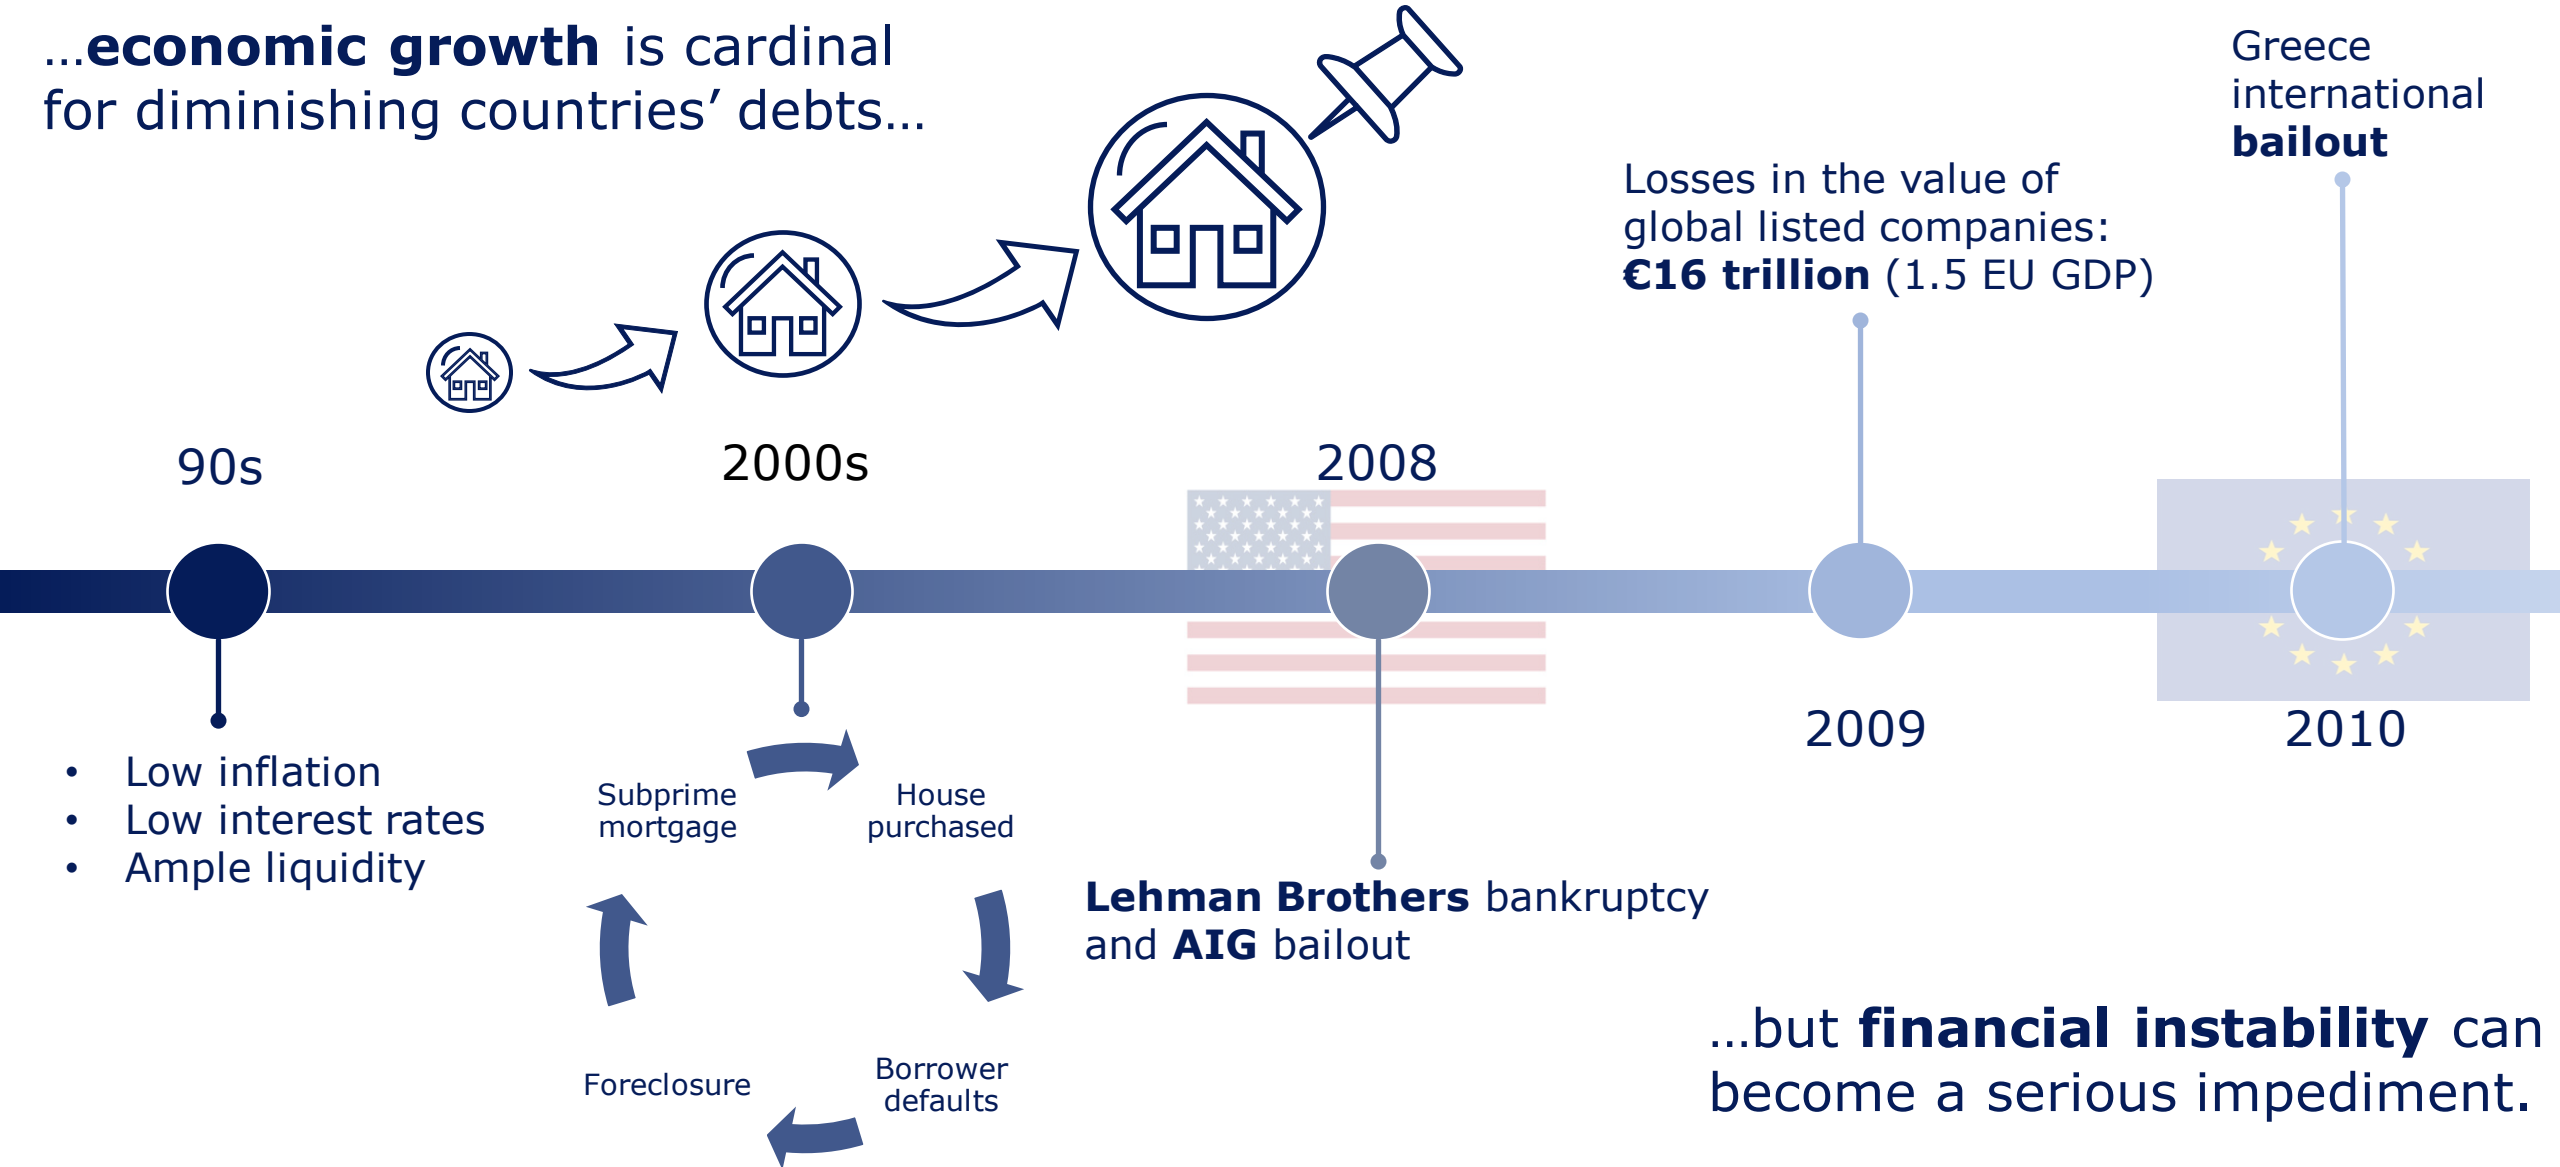 …economic growth is cardinal
for diminishing countries’ debts…
Greece
international
bailout
Losses in the value of
global listed companies:
€16 trillion (1.5 EU GDP)
90s
2000s
2008
2009
2010
• Low inflation
• Low interest rates
• Ample liquidity
Subprime
mortgage
House
purchased
Borrower
defaults
Foreclosure
Lehman Brothers bankruptcy
and AIG bailout
…but financial instability can
become a serious impediment.